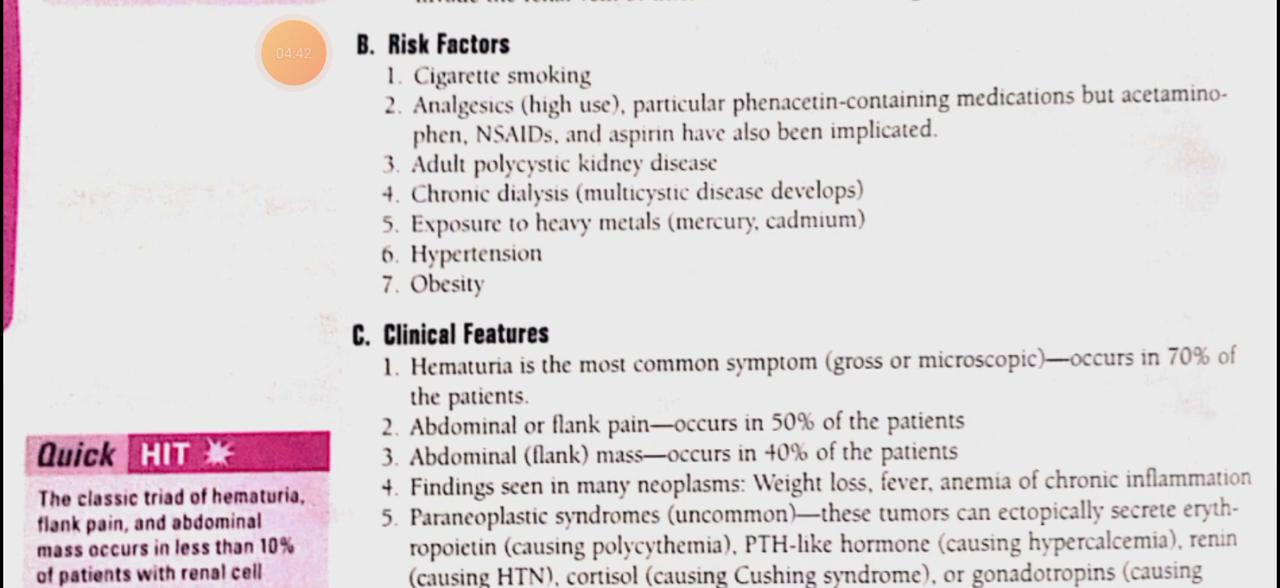 04:42
B. Risk Factors
1. Cigarette smoking
2. Analgesics (high use), particular phenacetin-containing medications but acetamino-
phen, NSAIDs, and aspirin have also been implicated.
3. Adult polycystic kidney disease
4. Chronic dialysis (multicystic disease develops)
5. Exposure to heavy metals (mercury, cadmium)
6. Hypertension
7. Obesity
C. Clinical Features
1. Hematuria is the most common symptom (gross or microscopic)—occurs in 70% of
the patients.
2. Abdominal or flank pain—occurs in 50% of the patients
3. Abdominal (flank) mass—occurs in 40% of the patients
4. Findings seen in many neoplasms: Weight loss, fever, anemia of chronic inflammation
5. Paraneoplastic syndromes (uncommon)—these tumors can ectopically secrete eryth-
ropoietin (causing polycythemia), PTH-like hormone (causing hypercalcemia), renin
(causing HTN), cortisol (causing Cushing syndrome), or gonadotropins (causing
Quick HIT
The classic triad of hematuria,
flank pain, and abdominal
mass occurs in less than 10%
of patients with renal cell